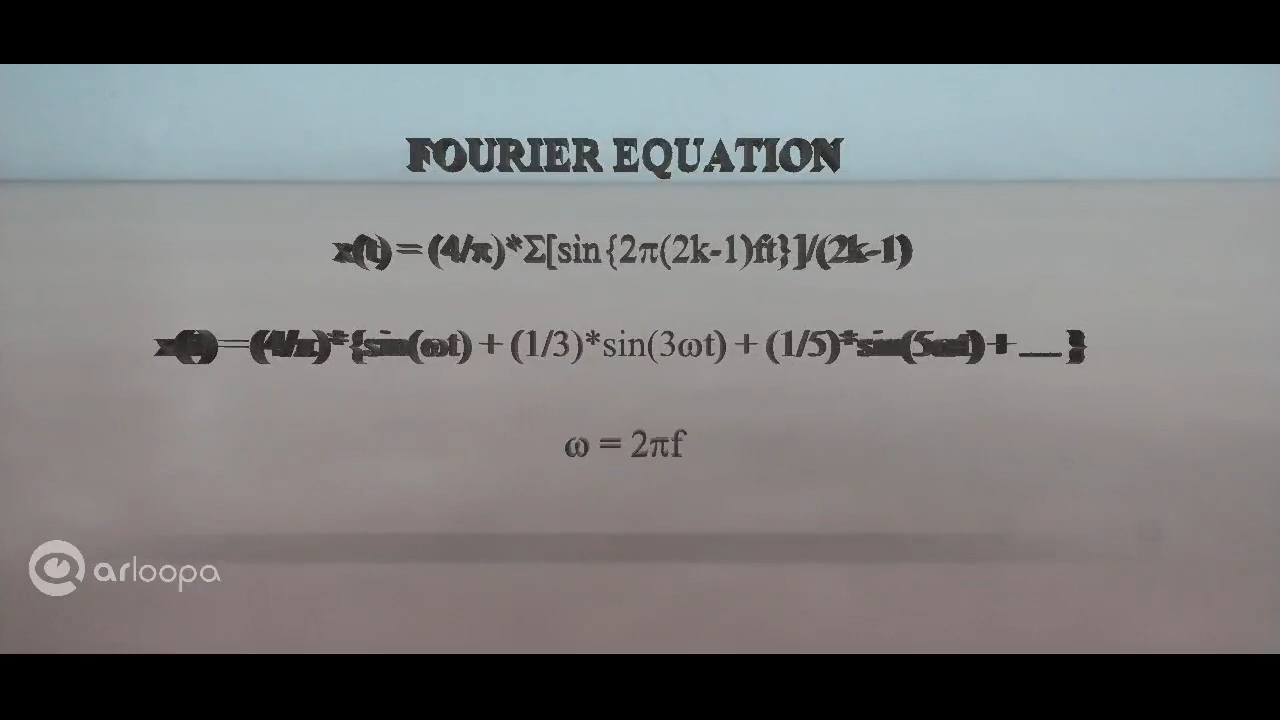 FOURIER EQUATION
x(t) = (4/π)*Σ[sin{2π(2k-1)ft}]/(2k-1)
x(t) = (4/π)*{sin(ωt) + (1/3)*sin(3ωt) + (1/5)*sin(5ωt) + __ }
ω = 2πf
arloopa